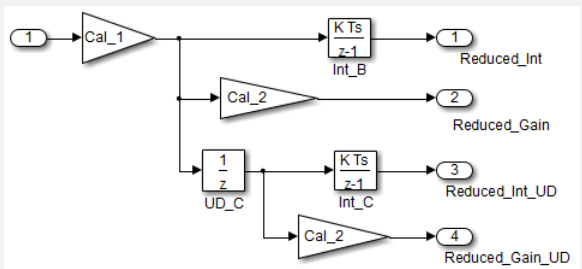 1
Cal_1
K Ts
z-1
Int_B
1
Reduced_Int
Cal_2
2
Reduced_Gain
1
z
UD_C
K Ts
z-1
Int_C
3
Reduced_Int_UD
Cal_2
4
Reduced_Gain_UD